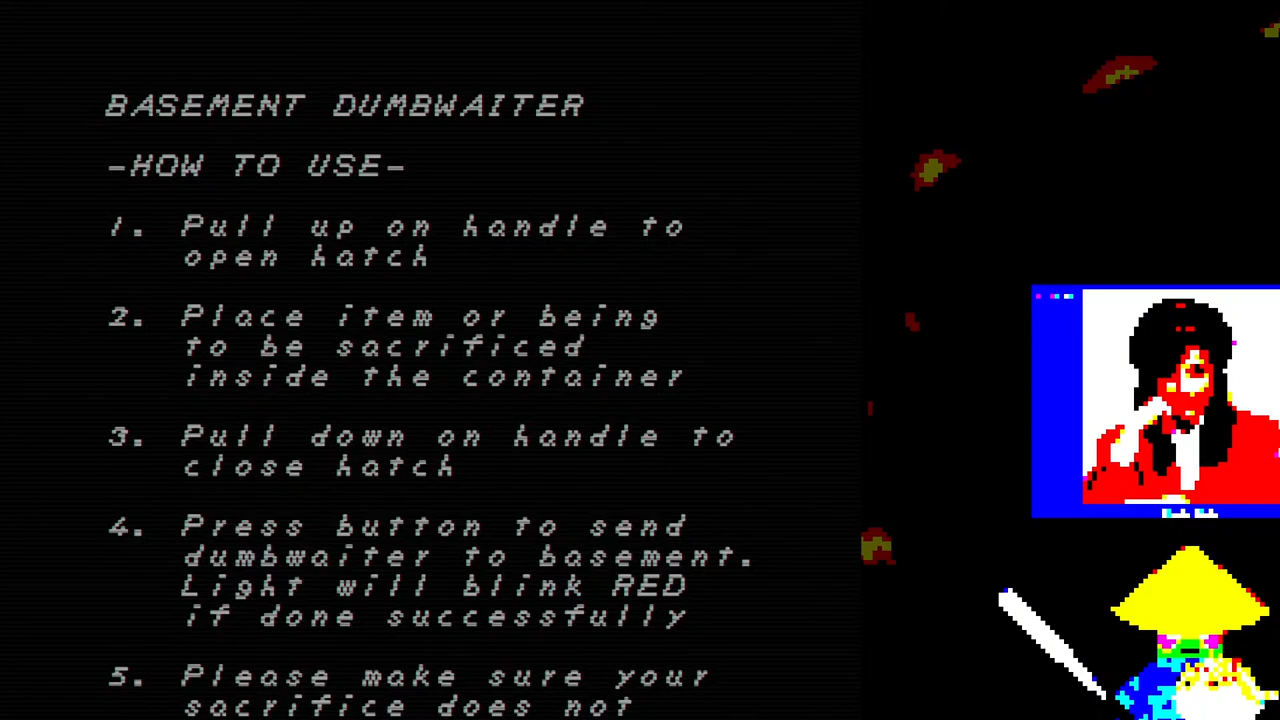 BASEMENT DUMBWAITER
-HOW TO USE-
1. Pull up on handle to
open hatch
2. Place item or being
to be sacrificed
inside the container
3. Pull down on handle to
close hatch
4. Press button to send
dumbwaiter to basement.
Light will blink RED
if done successfully
5. Please make sure your
sacrifice does not